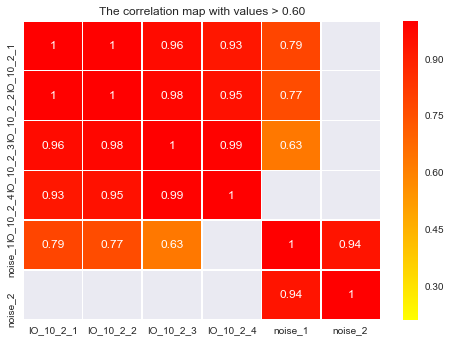 The correlation map with values > 0.60
IO_10_2_1 1 1 0.96 0.93 0.79
IO_10_2_2 1 1 0.98 0.95 0.77
IO_10_2_3 0.96 0.98 1 0.99 0.63
IO_10_2_4 0.93 0.95 0.99 1
noise_1 0.79 0.77 0.63 1 0.94
noise_2 0.94 1
IO_10_2_1 IO_10_2_2 IO_10_2_3 IO_10_2_4 noise_1 noise_2
0.90
0.75
0.60
0.45
0.30